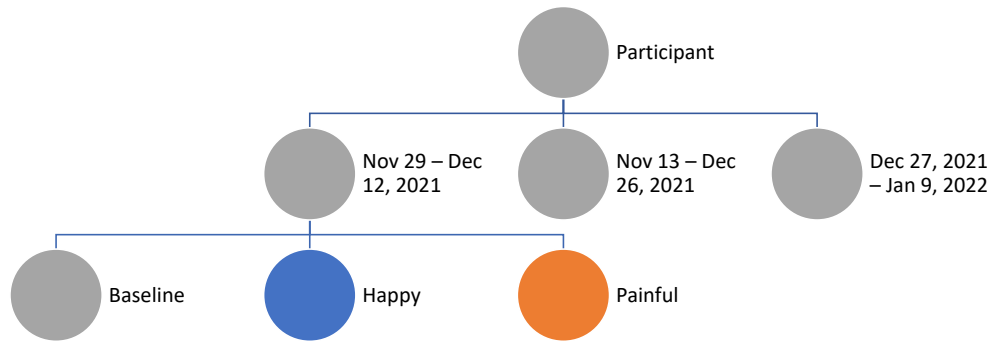 Participant
Nov 29 – Dec
12, 2021
Nov 13 – Dec
26, 2021
Dec 27, 2021
– Jan 9, 2022
Baseline
Happy
Painful